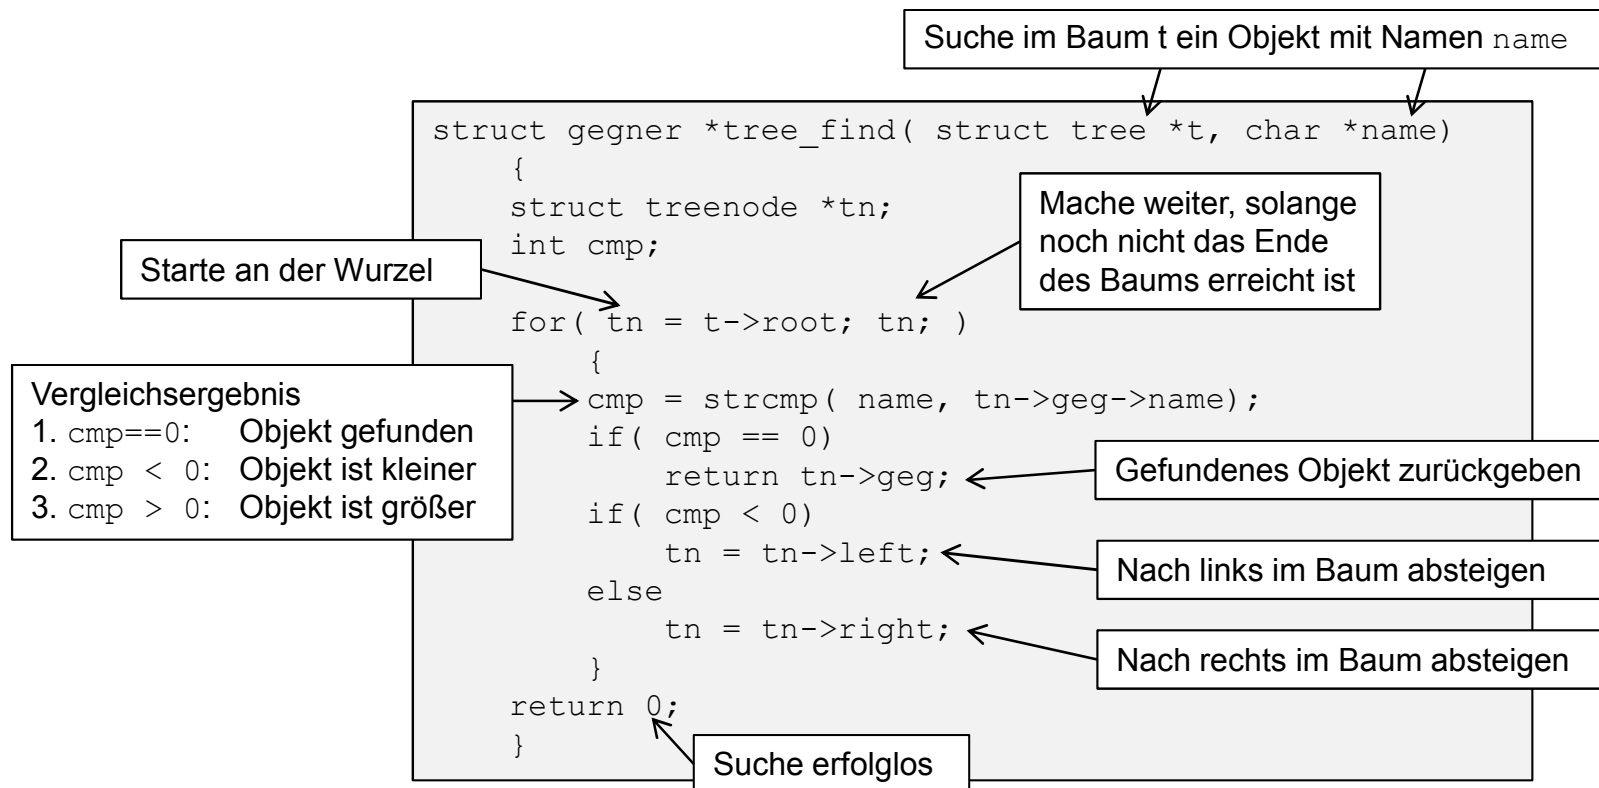 Suche im Baum t ein Objekt mit Namen name
struct gegner *tree_find( struct tree *t, char *name)
{
struct treenode *tn;
int cmp;
Mache weiter, solange
noch nicht das Ende
des Baums erreicht ist
Starte an der Wurzel
for( tn = t->root; tn; )
{
Vergleichsergebnis
1. cmp==0: Objekt gefunden
2. cmp < 0: Objekt ist kleiner
3. cmp > 0: Objekt ist größer
cmp = strcmp( name, tn->geg->name);
if( cmp == 0)
return tn->geg;
Gefundenes Objekt zurückgeben
if( cmp < 0)
tn = tn->left;
Nach links im Baum absteigen
else
tn = tn->right;
Nach rechts im Baum absteigen
}
return 0;
}
Suche erfolglos